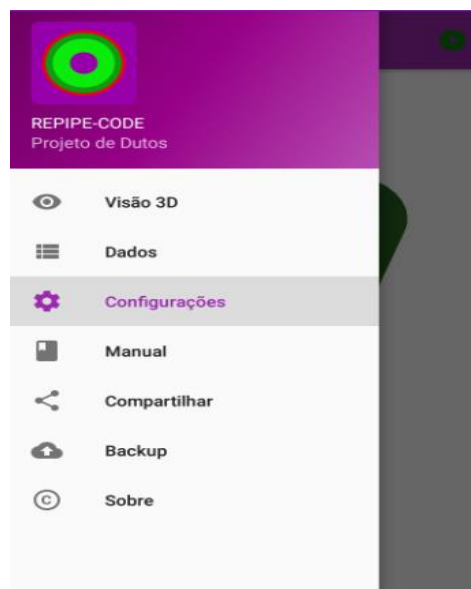 REPIPE-CODE
Projeto de Dutos
Visão 3D
Dados
Configurações
Manual
Compartilhar
Backup
Sobre